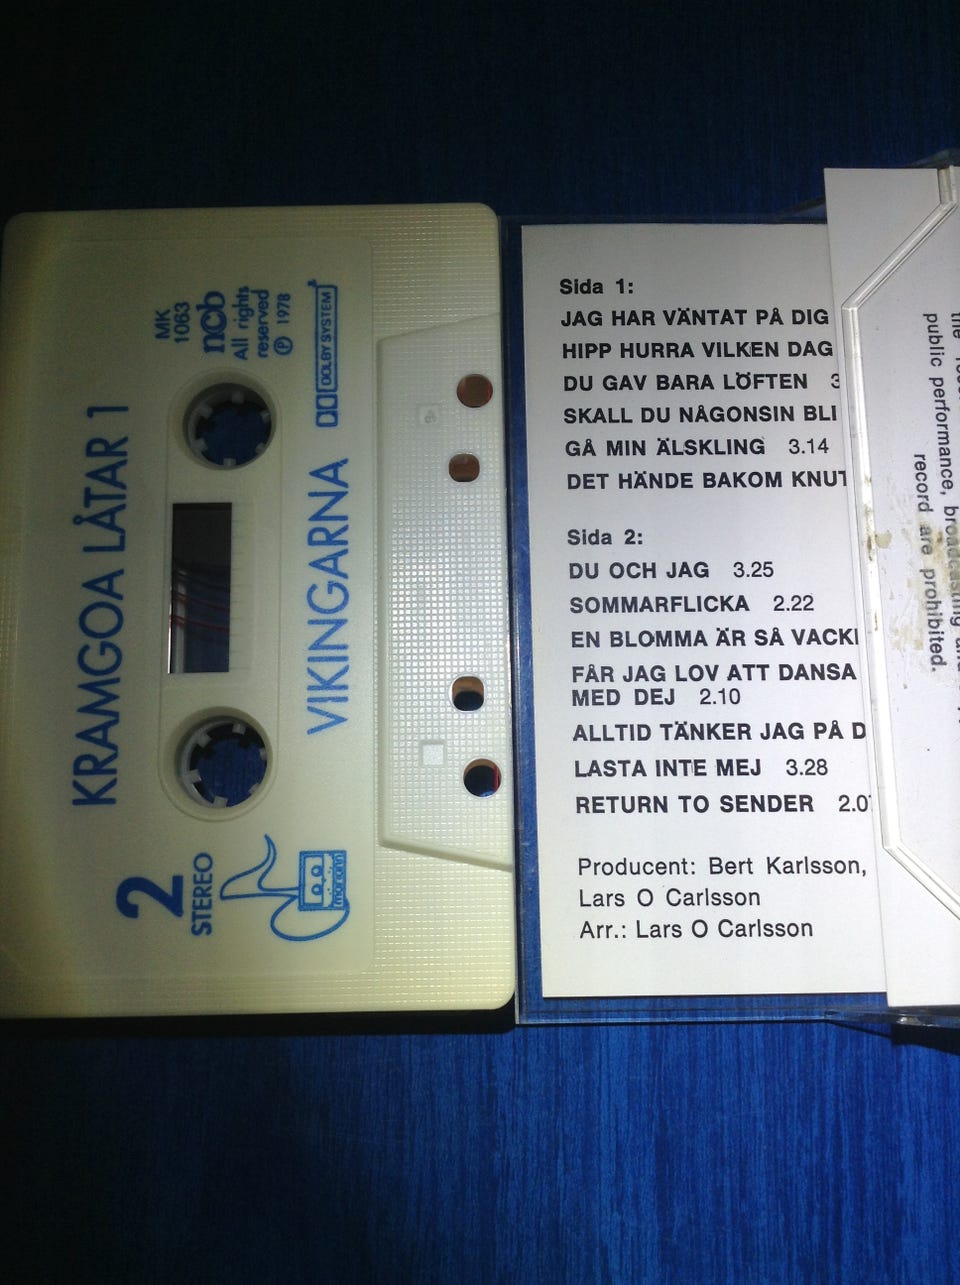 KRAMGOA LÅTAR 1
MK
1063
ncb
All rights
reserved
Ⓟ 1978
DOLBY SYSTEM
VIKINGARNA
2
STEREO
mariann
Sida 1:
JAG HAR VÄNTAT PÅ DIG
HIPP HURRA VILKEN DAG
DU GAV BARA LÖFTEN
SKALL DU NÅGONSIN BLI
GÅ MIN ÄLSKLING 3.14
DET HÄNDE BAKOM KNUT
Sida 2:
DU OCH JAG 3.25
SOMMARFLICKA 2.22
EN BLOMMA ÄR SÅ VACK
FÅR JAG LOV ATT DANSA
MED DEJ 2.10
ALLTID TÄNKER JAG PÅ D
LASTA INTE MEJ 3.28
RETURN TO SENDER 2.0
Producent: Bert Karlsson,
Lars O Carlsson
Arr.: Lars O Carlsson
the
public performance, broadcasting and
record are prohibited.